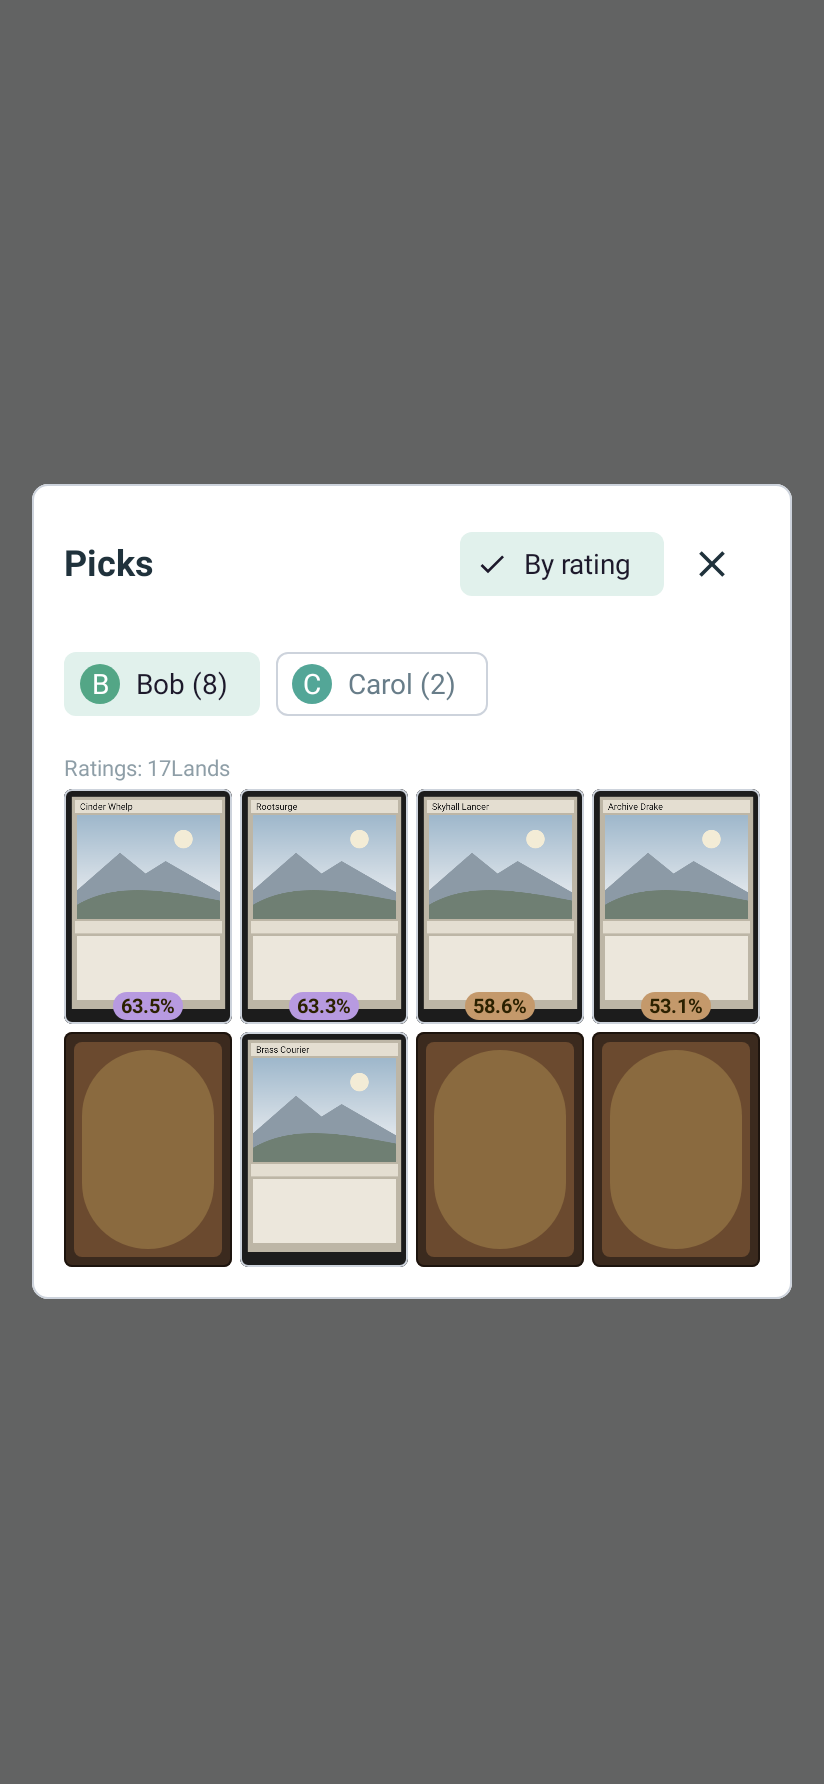 Picks
By rating
B Bob (8)
C Carol (2)
Ratings: 17Lands
Cinder Whelp
Rootsurge
Skyhall Lancer
Archive Drake
63.5%
63.3%
58.6%
53.1%
Brass Courier